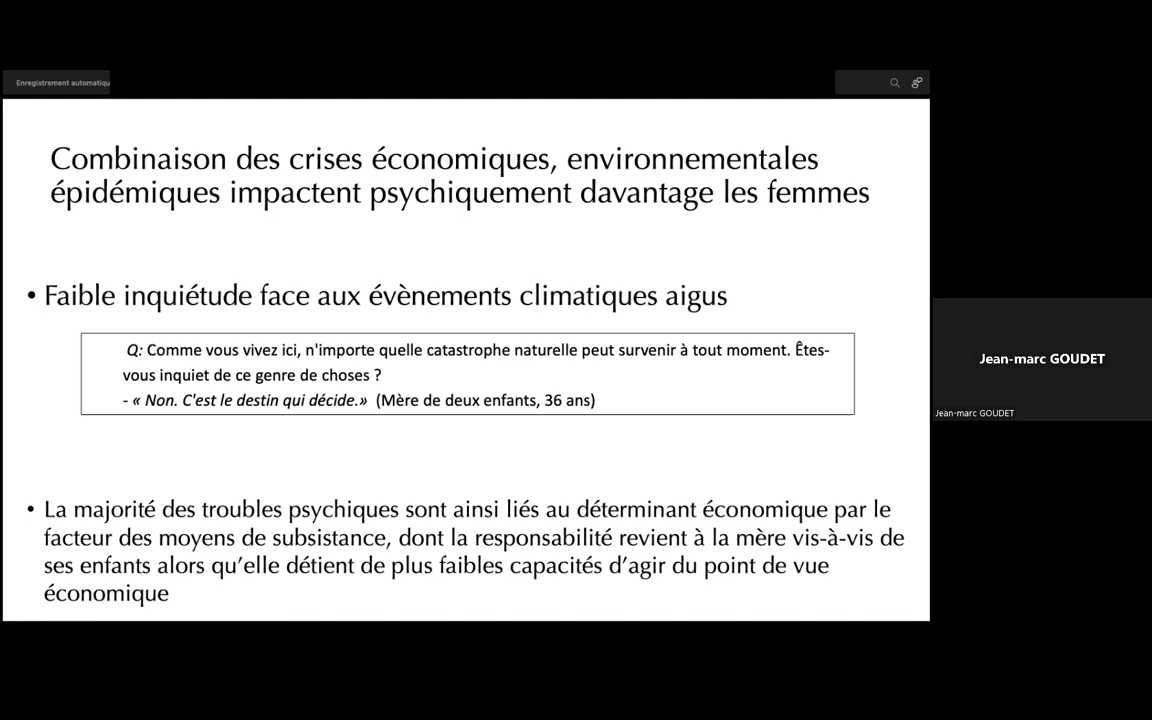 Enregistrement automatiqu
Combinaison des crises économiques, environnementales
épidémiques impactent psychiquement davantage les femmes
• Faible inquiétude face aux évènements climatiques aigus
Q: Comme vous vivez ici, n'importe quelle catastrophe naturelle peut survenir à tout moment. Êtes-
vous inquiet de ce genre de choses ?
- « Non. C'est le destin qui décide.» (Mère de deux enfants, 36 ans)
• La majorité des troubles psychiques sont ainsi liés au déterminant économique par le
facteur des moyens de subsistance, dont la responsabilité revient à la mère vis-à-vis de
ses enfants alors qu’elle détient de plus faibles capacités d’agir du point de vue
économique
Jean-marc GOUDET
Jean-marc GOUDET